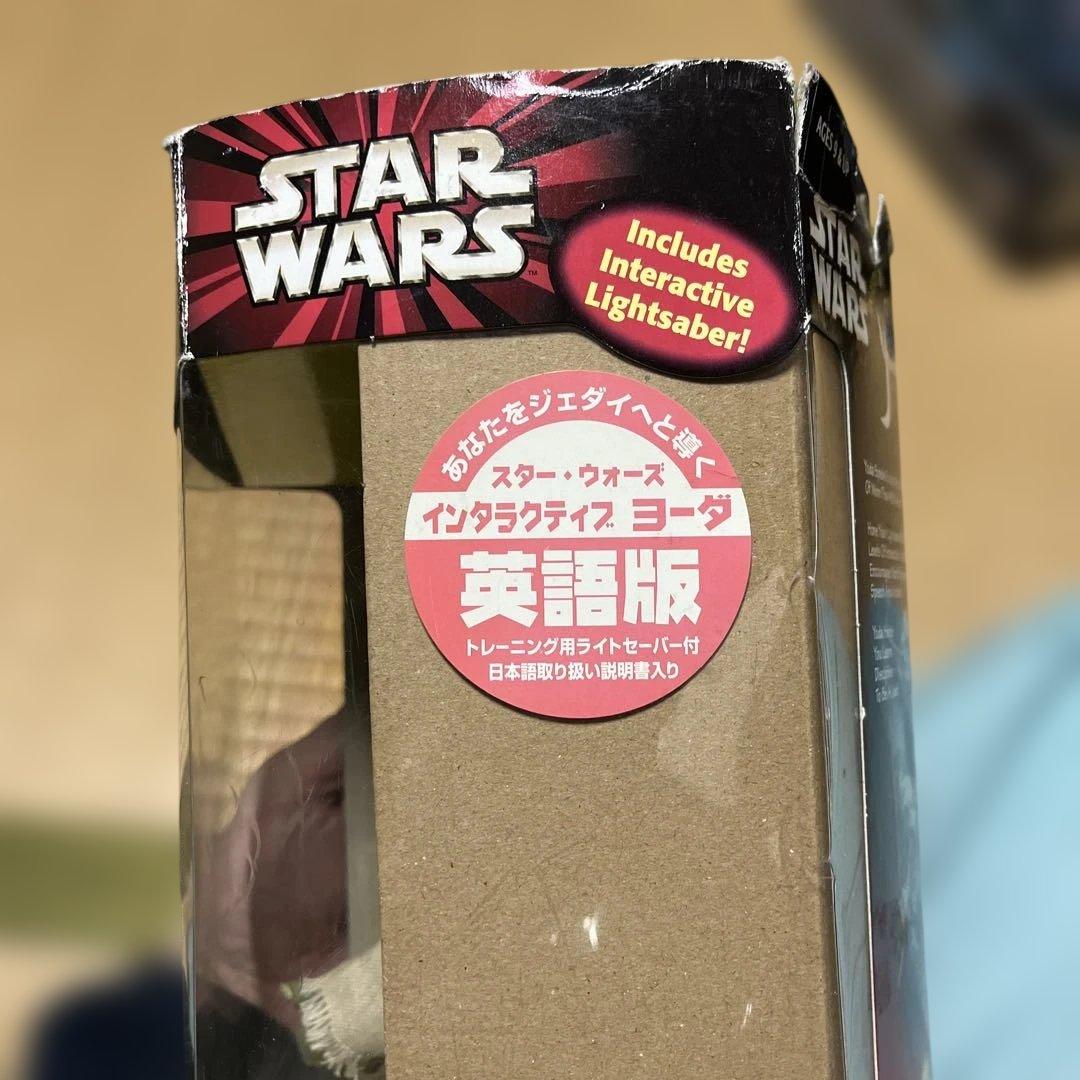 STAR
WARS
™
Includes
Interactive
Lightsaber!
あなたをジェダイへと導く
スター・ウォーズ
インタラクティブ ヨーダ
英語版
トレーニング用ライトセーバー付
日本語取り扱い説明書入り
AGES
STAR
WARS